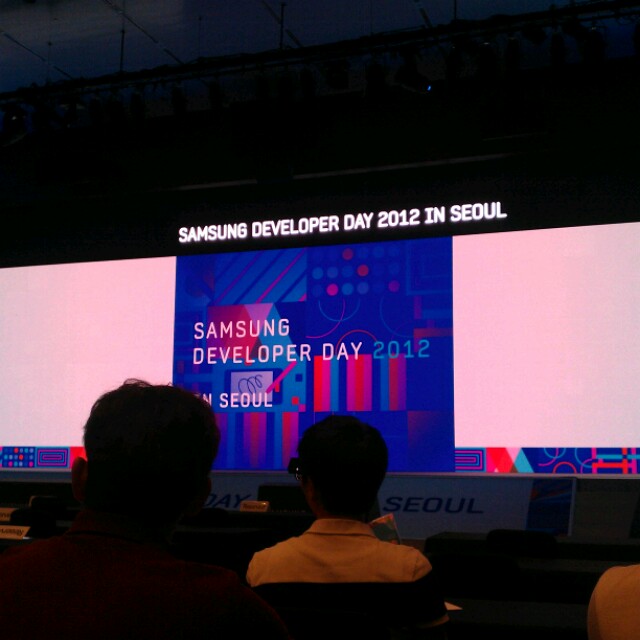 SAMSUNG DEVELOPER DAY 2012 IN SEOUL
SAMSUNG
DEVELOPER DAY 2012
IN SEOUL
DAY
SEOUL